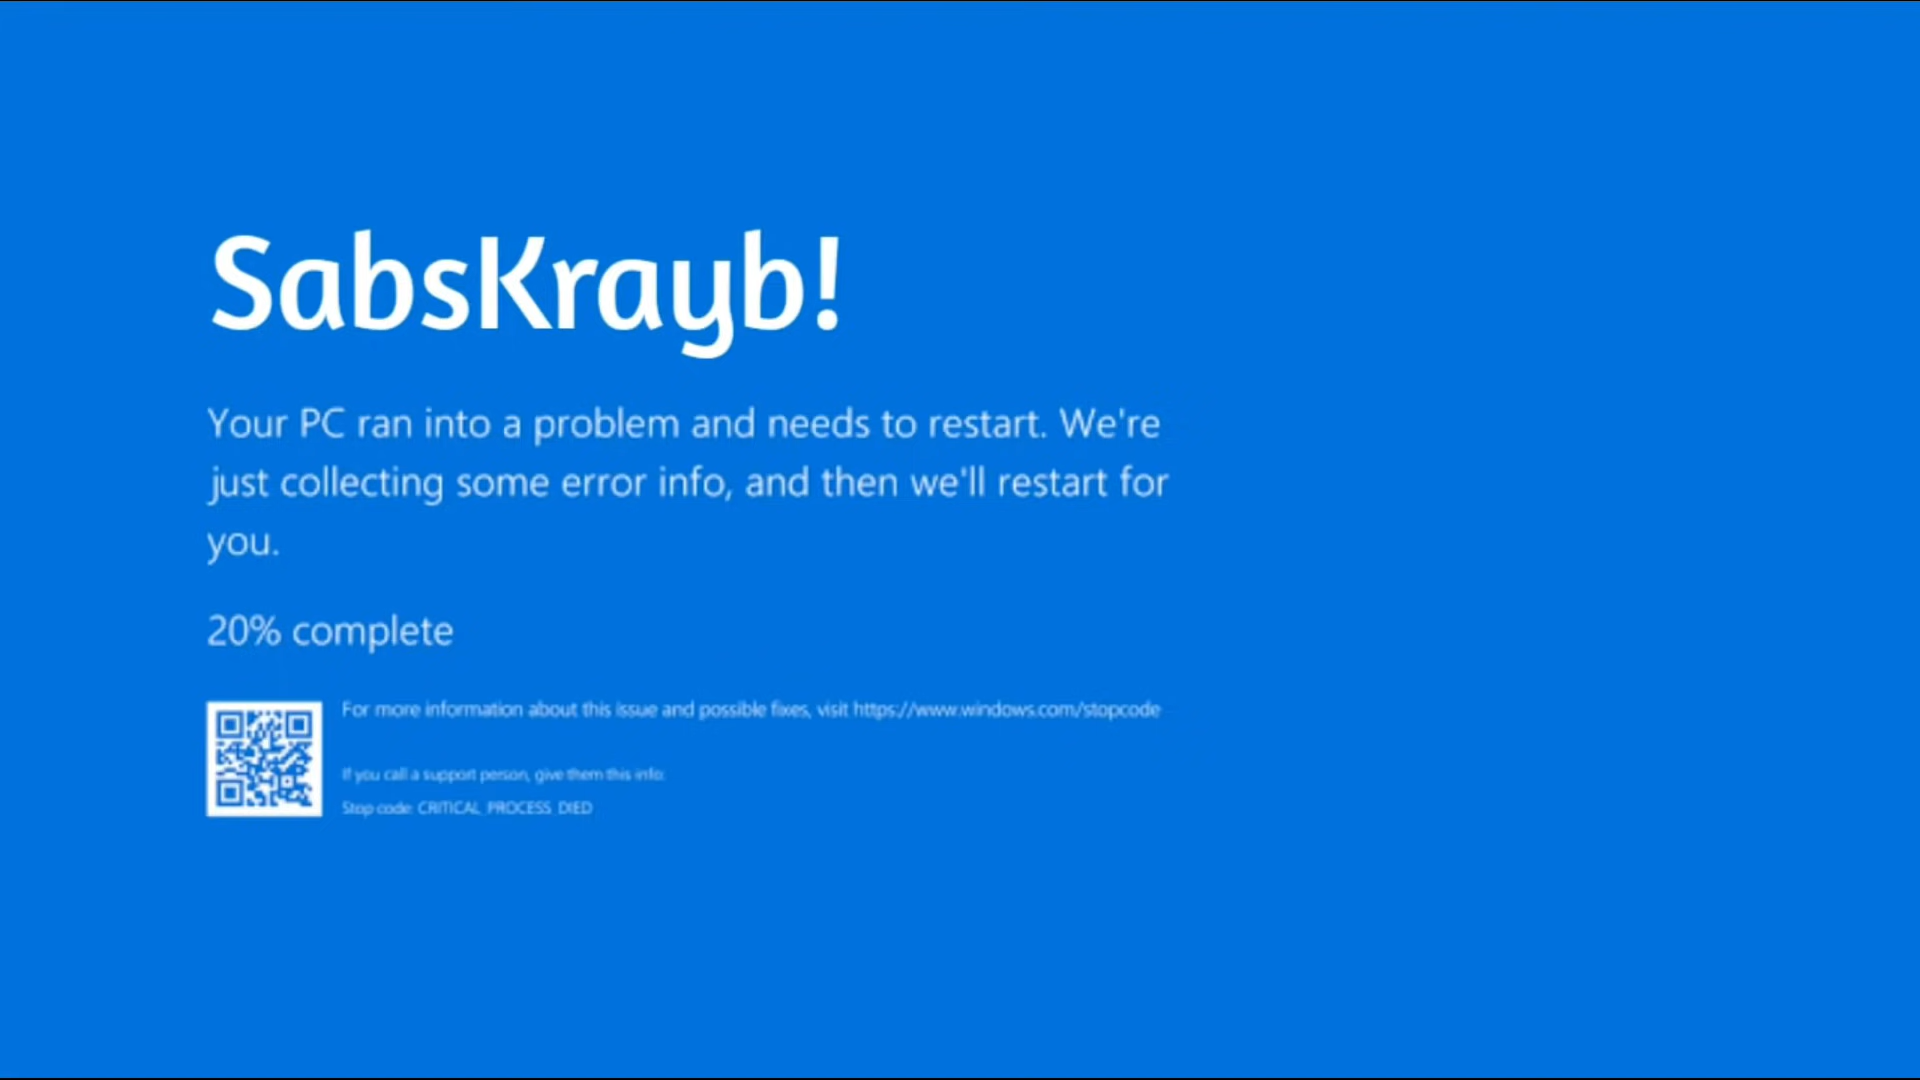 SabsKrayb!
Your PC ran into a problem and needs to restart. We're
just collecting some error info, and then we'll restart for
you.
20% complete
For more information about this issue and possible fixes, visit https://www.windows.com/stopcode
If you call a support person, give them this info:
Stop code: CRITICAL_PROCESS_DIED